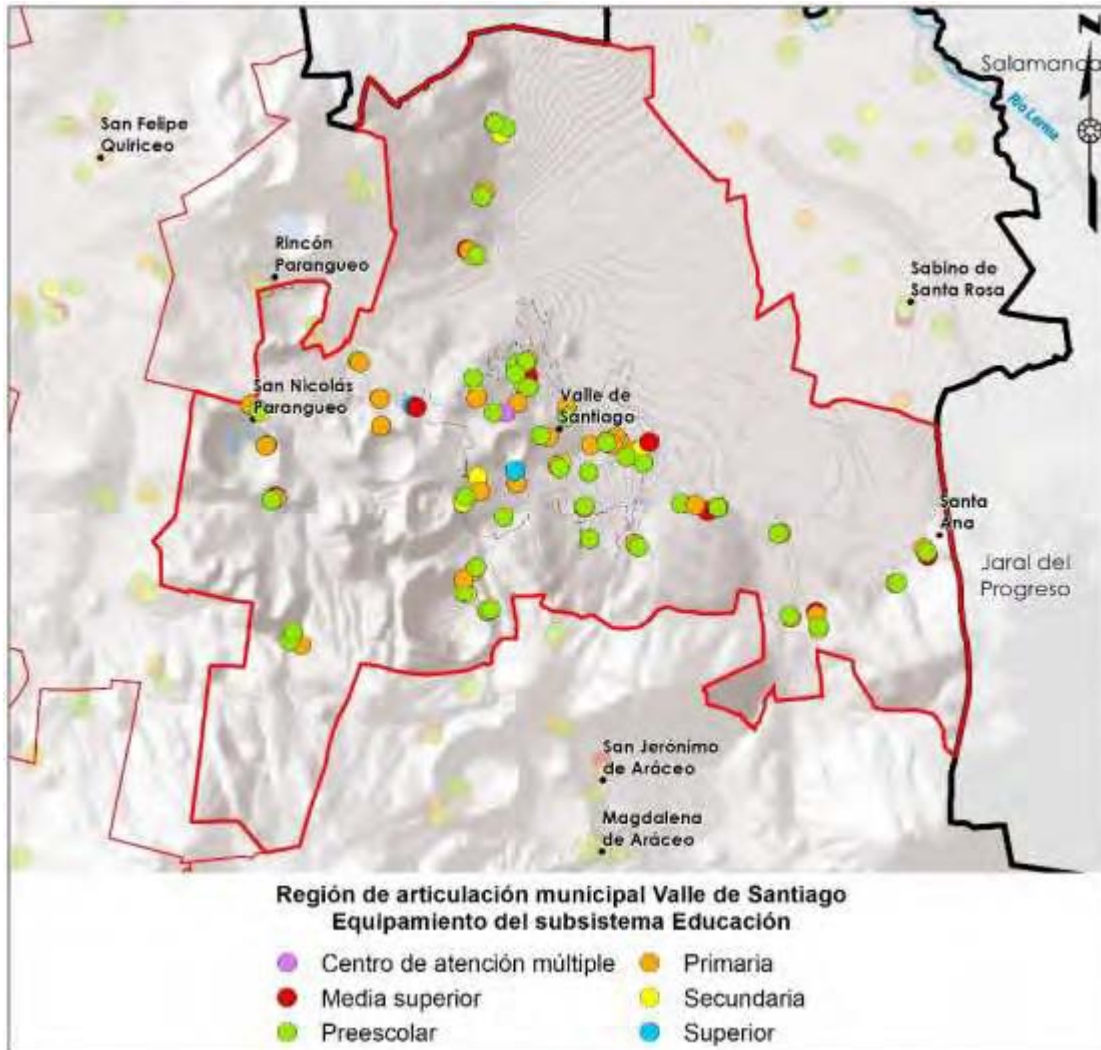 N
Salamanca
Río Lerma
San Felipe
Quiriceo
Rincón
Parangueo
Sabino de
Santa Rosa
San Nicolás
Parangueo
Valle de
Santiago
Santa
Ana
Jaral del
Progreso
San Jerónimo
de Aráceo
Magdalena
de Aráceo
Región de articulación municipal Valle de Santiago
Equipamiento del subsistema Educación
Centro de atención múltiple
Primaria
Media superior
Secundaria
Preescolar
Superior